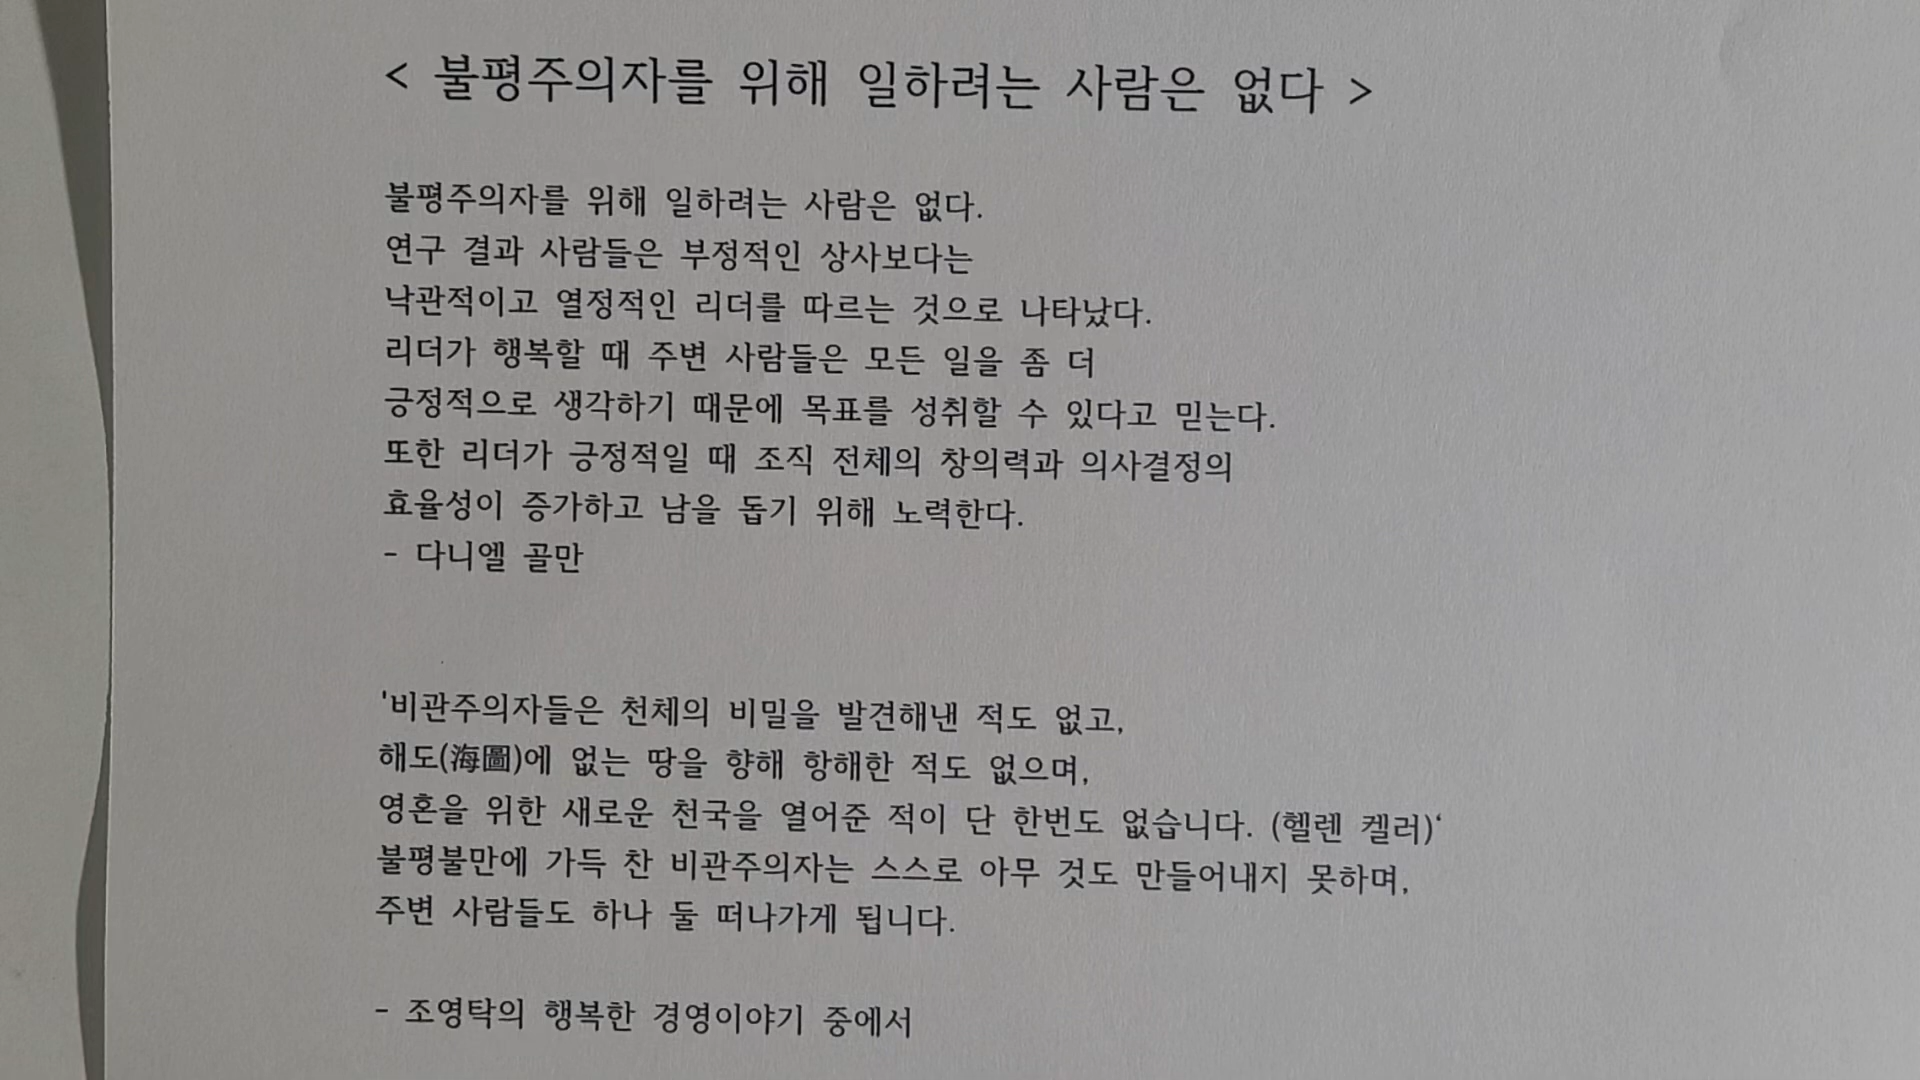 < 불평주의자를 위해 일하려는 사람은 없다 >
불평주의자를 위해 일하려는 사람은 없다.
연구 결과 사람들은 부정적인 상사보다는
낙관적이고 열정적인 리더를 따르는 것으로 나타났다.
리더가 행복할 때 주변 사람들은 모든 일을 좀 더
긍정적으로 생각하기 때문에 목표를 성취할 수 있다고 믿는다.
또한 리더가 긍정적일 때 조직 전체의 창의력과 의사결정의
효율성이 증가하고 남을 돕기 위해 노력한다.
- 다니엘 골만
'비관주의자들은 천체의 비밀을 발견해낸 적도 없고,
해도(海圖)에 없는 땅을 향해 항해한 적도 없으며,
영혼을 위한 새로운 천국을 열어준 적이 단 한번도 없습니다. (헬렌 켈러)‘
불평불만에 가득 찬 비관주의자는 스스로 아무 것도 만들어내지 못하며,
주변 사람들도 하나 둘 떠나가게 됩니다.
- 조영탁의 행복한 경영이야기 중에서